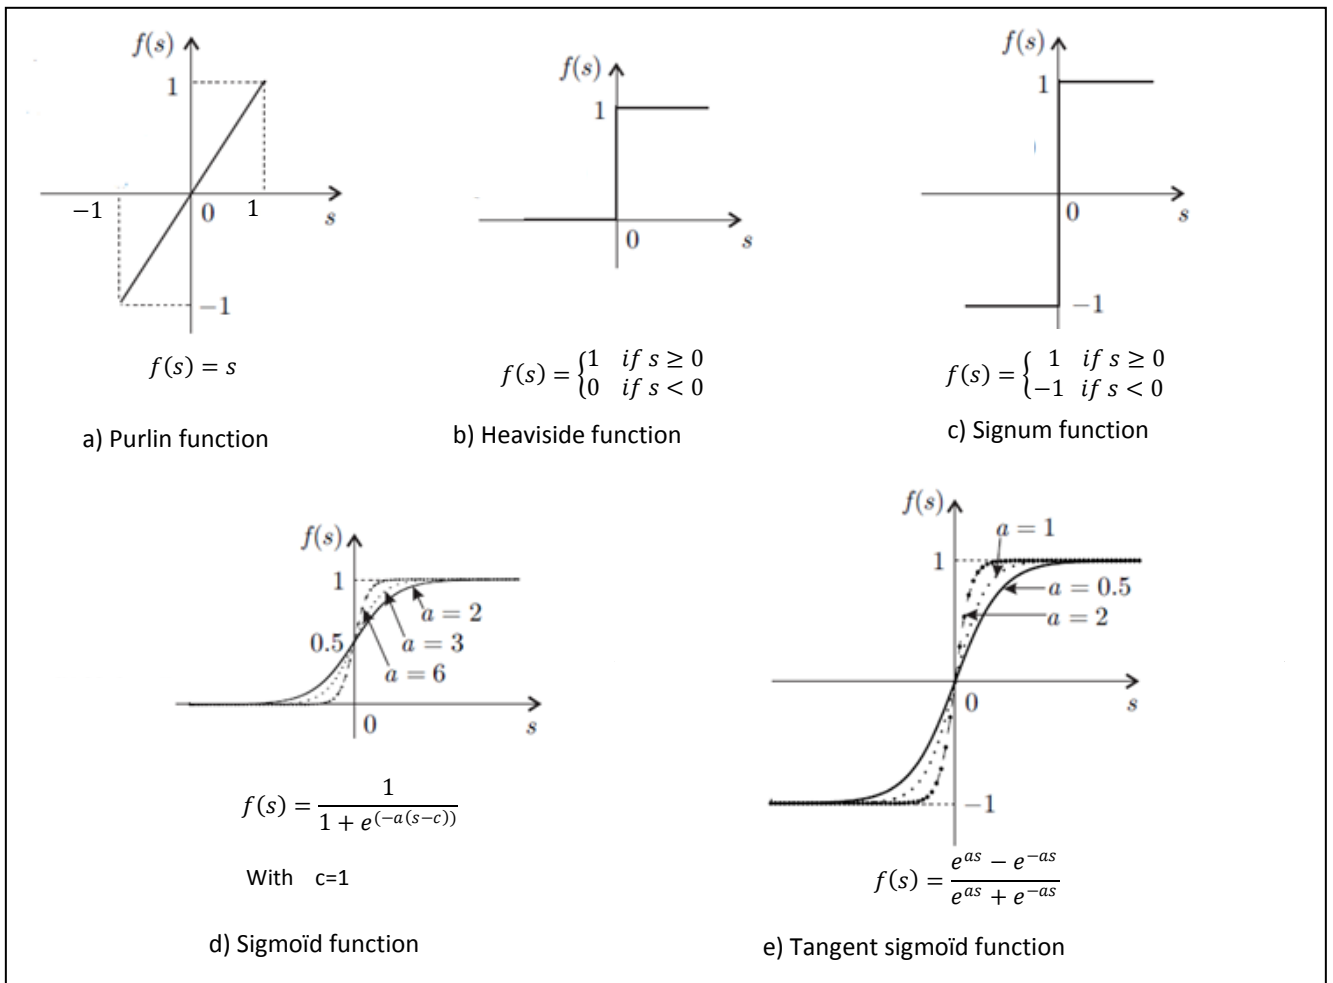 f(s)
1
−1
0
1
s
−1
f(s) = s
a) Purlin function
f(s)
1
0
s
f(s) = {1 if s ≥ 0
0 if s < 0
b) Heaviside function
f(s)
1
0
s
−1
f(s) = { 1 if s ≥ 0
−1 if s < 0
c) Signum function
f(s)
1
a = 2
0.5
a = 3
a = 6
0
s
f(s) = 1 / (1 + e^(−a(s−c)))
With c=1
d) Sigmoïd function
f(s)
a = 1
1
a = 0.5
a = 2
0
s
−1
f(s) = (e^{as} − e^{−as}) / (e^{as} + e^{−as})
e) Tangent sigmoïd function